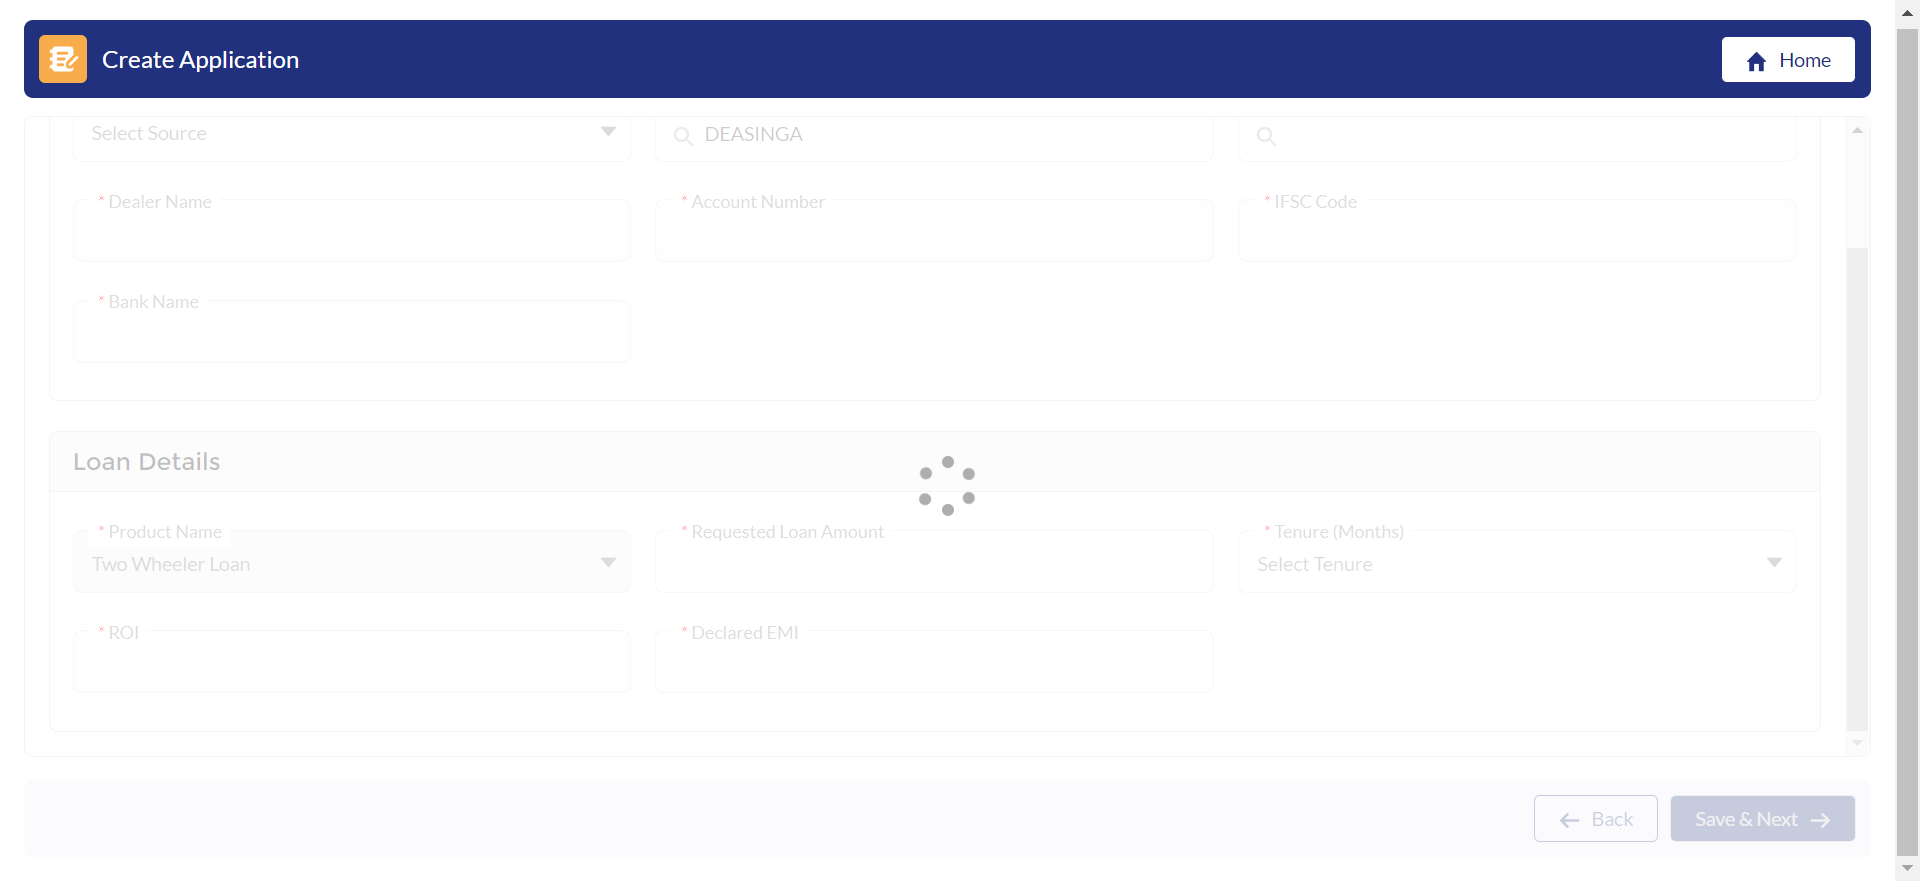 Create Application
Home
Select Source
DEASINGA
* Dealer Name
* Account Number
* IFSC Code
* Bank Name
Loan Details
* Product Name
Two Wheeler Loan
* Requested Loan Amount
* Tenure (Months)
Select Tenure
* ROI
* Declared EMI
Back
Save & Next